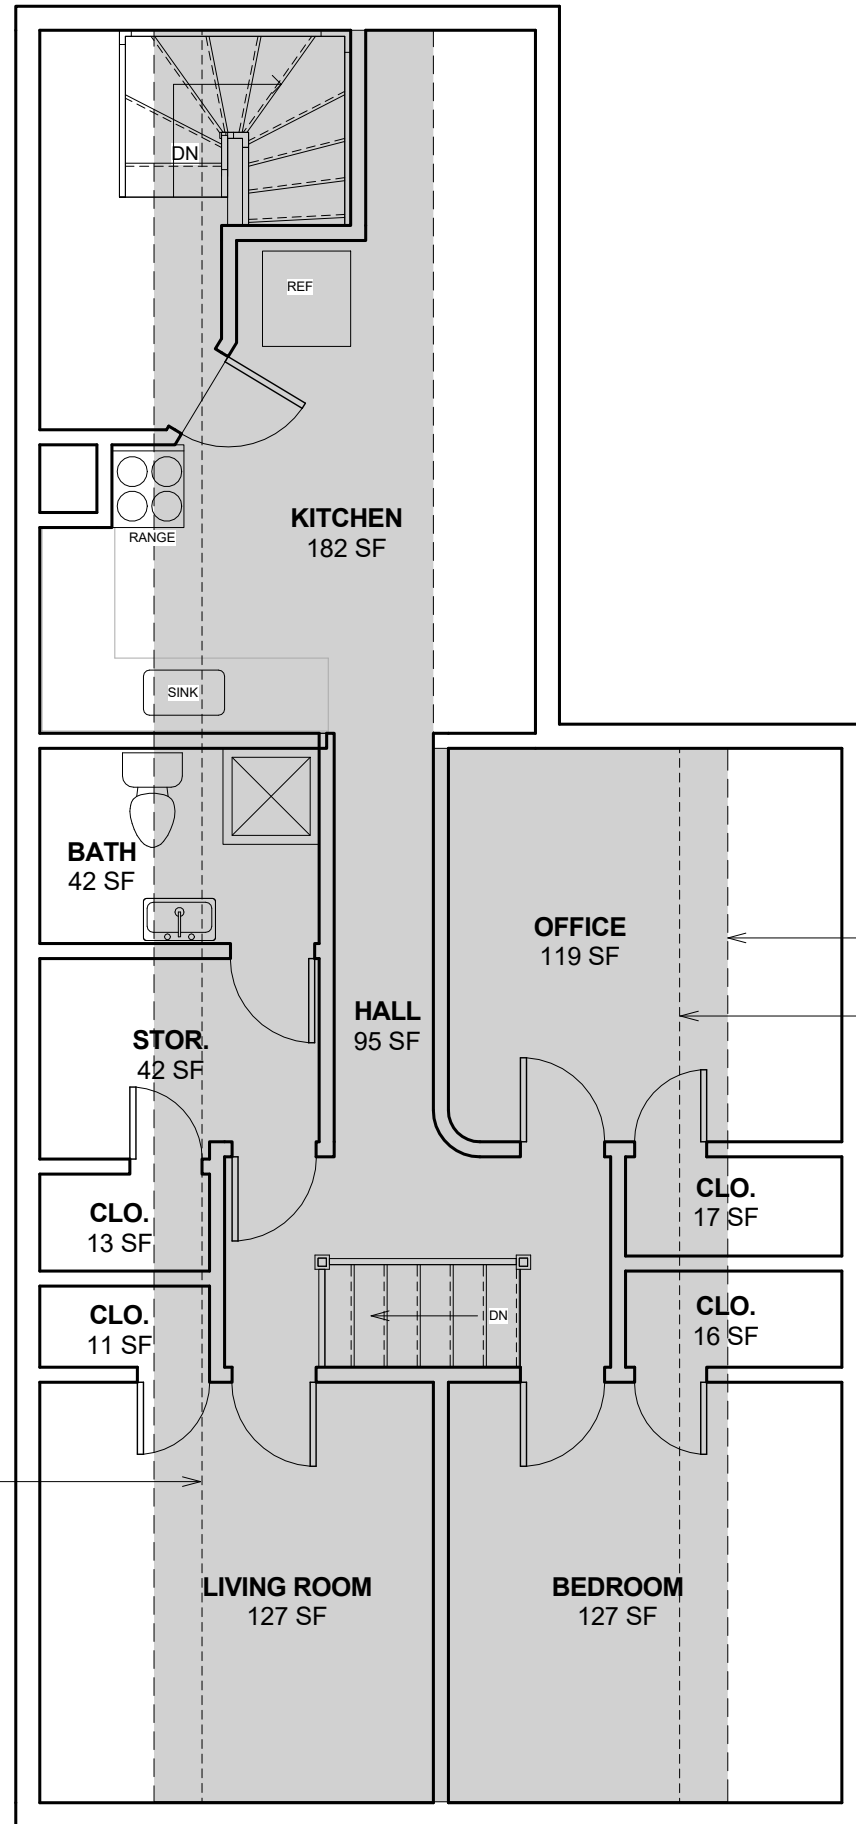 DN
REF
KITCHEN
182 SF
RANGE
SINK
BATH
42 SF
OFFICE
119 SF
HALL
95 SF
STOR.
42 SF
CLO.
17 SF
CLO.
13 SF
CLO.
16 SF
CLO.
11 SF
DN
LIVING ROOM
127 SF
BEDROOM
127 SF